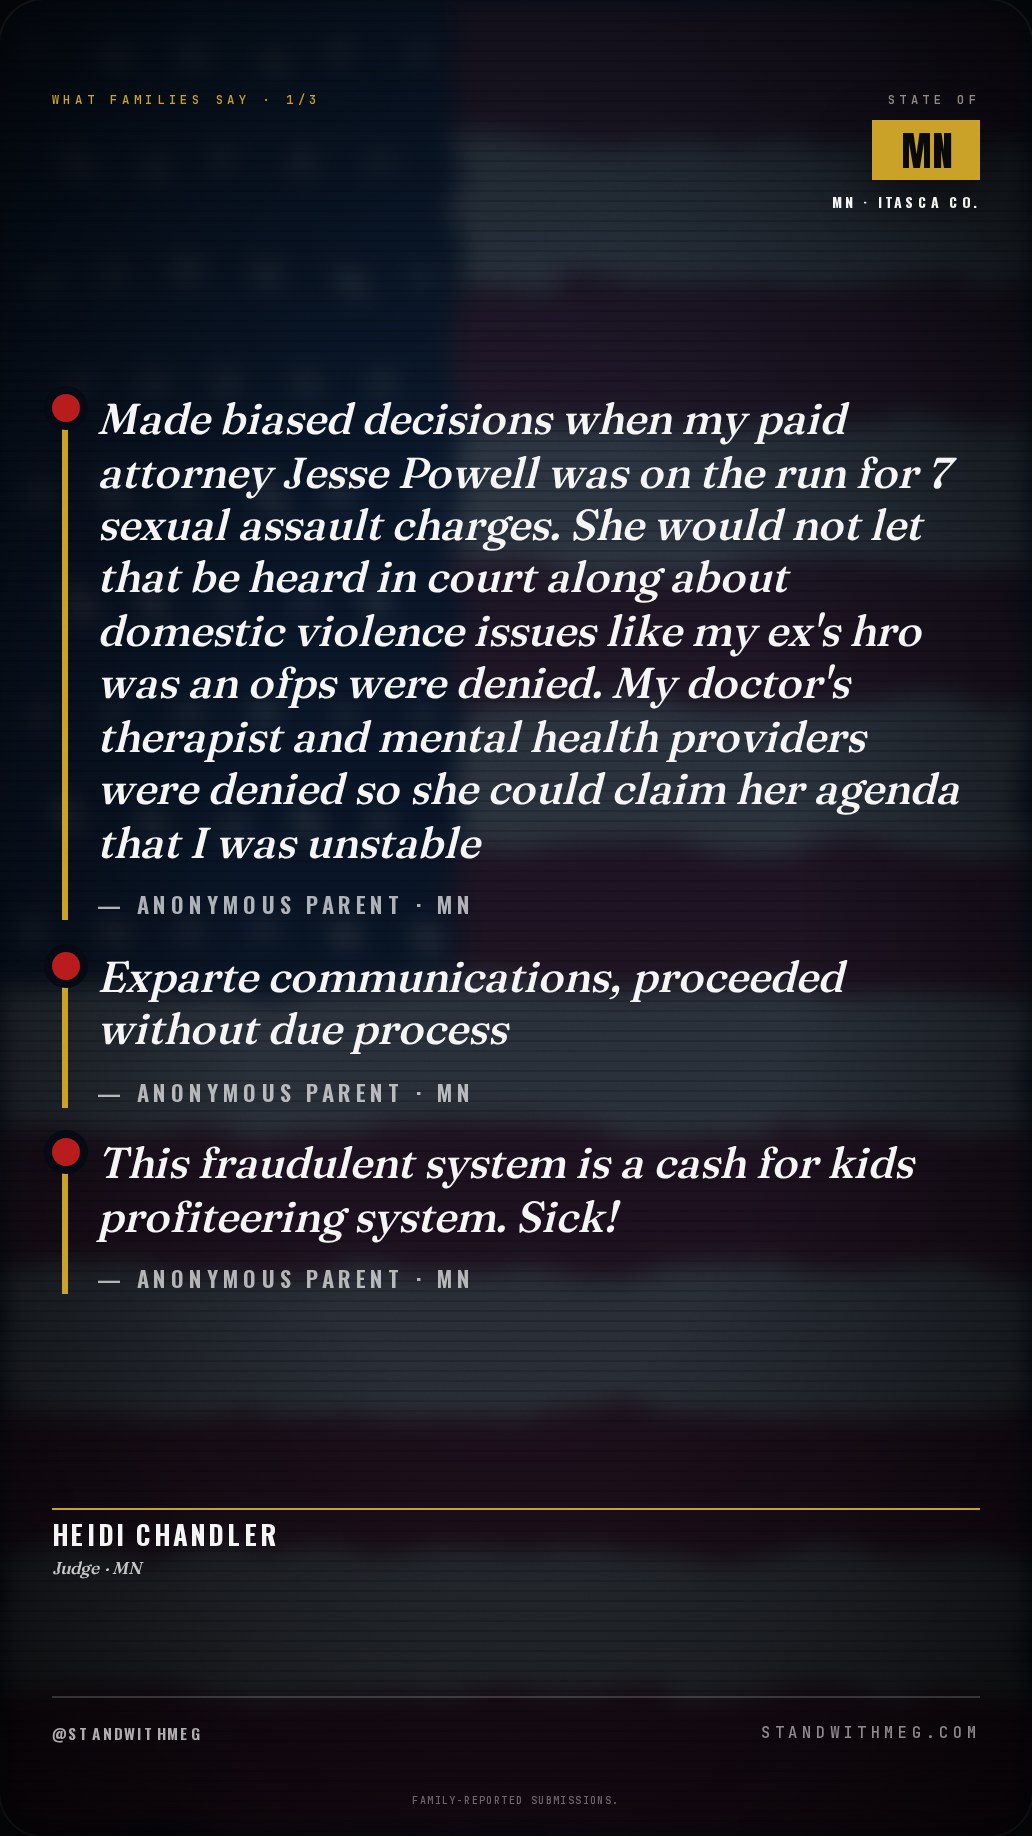 WHAT FAMILIES SAY · 1/3
STATE OF
MN
MN · ITASCA CO.
Made biased decisions when my paid
attorney Jesse Powell was on the run for 7
sexual assault charges. She would not let
that be heard in court along about
domestic violence issues like my ex's hro
was an ofps were denied. My doctor's
therapist and mental health providers
were denied so she could claim her agenda
that I was unstable
— ANONYMOUS PARENT · MN
Exparte communications, proceeded
without due process
— ANONYMOUS PARENT · MN
This fraudulent system is a cash for kids
profiteering system. Sick!
— ANONYMOUS PARENT · MN
HEIDI CHANDLER
Judge · MN
@STANDWITHMEG
STANDWITHMEG.COM
FAMILY-REPORTED SUBMISSIONS.